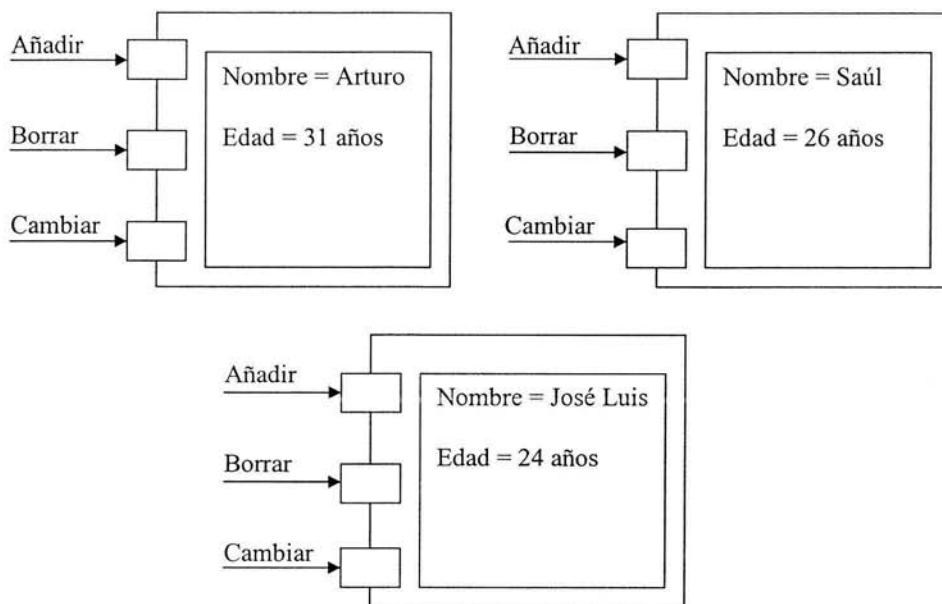 Añadir
Nombre = Arturo
Borrar
Edad = 31 años
Cambiar
Añadir
Nombre = Saúl
Borrar
Edad = 26 años
Cambiar
Añadir
Nombre = José Luis
Borrar
Edad = 24 años
Cambiar